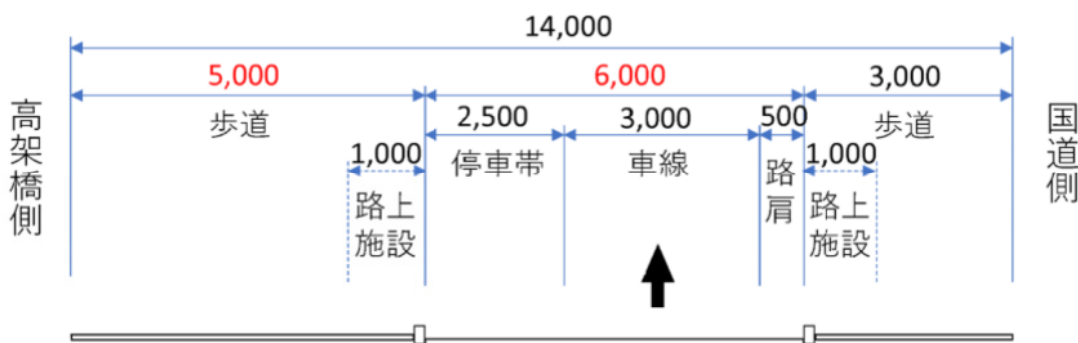 14,000
5,000
6,000
3,000
歩道
2,500
3,000
500
歩道
1,000
停車帯
車線
路肩
1,000
路上
施設
路上
施設
高架橋側
国道側